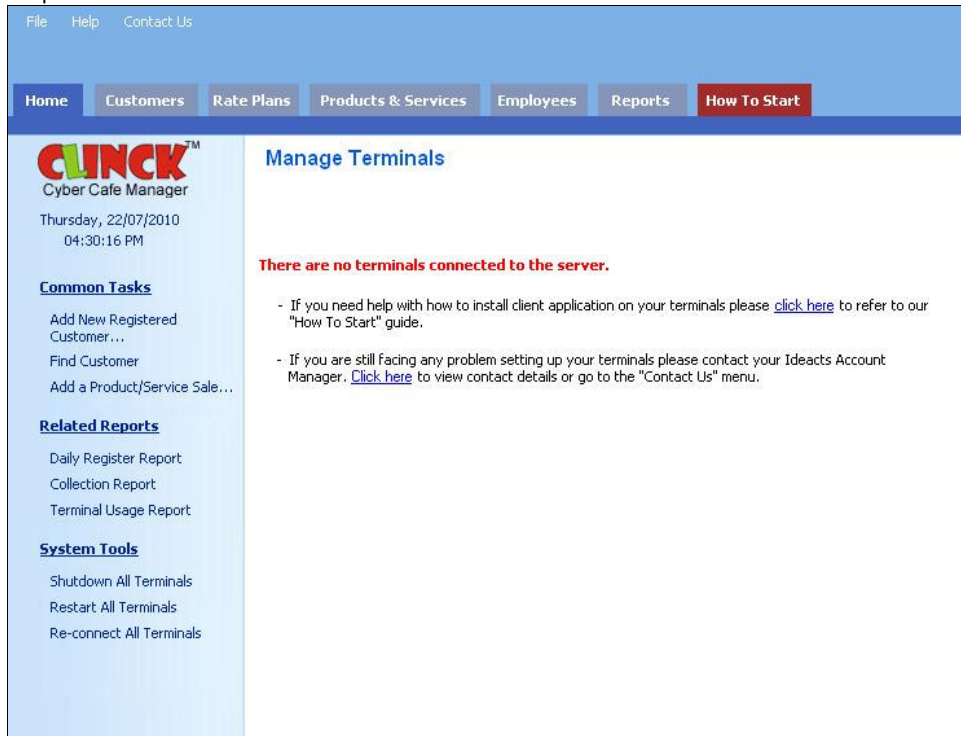 File Help Contact Us
Home Customers Rate Plans Products & Services Employees Reports How To Start
CLINCK™
Cyber Cafe Manager
Thursday, 22/07/2010
04:30:16 PM
Common Tasks
Add New Registered
Customer...
Find Customer
Add a Product/Service Sale...
Related Reports
Daily Register Report
Collection Report
Terminal Usage Report
System Tools
Shutdown All Terminals
Restart All Terminals
Re-connect All Terminals
Manage Terminals
There are no terminals connected to the server.
- If you need help with how to install client application on your terminals please click here to refer to our
"How To Start" guide.
- If you are still facing any problem setting up your terminals please contact your Ideacts Account
Manager. Click here to view contact details or go to the "Contact Us" menu.